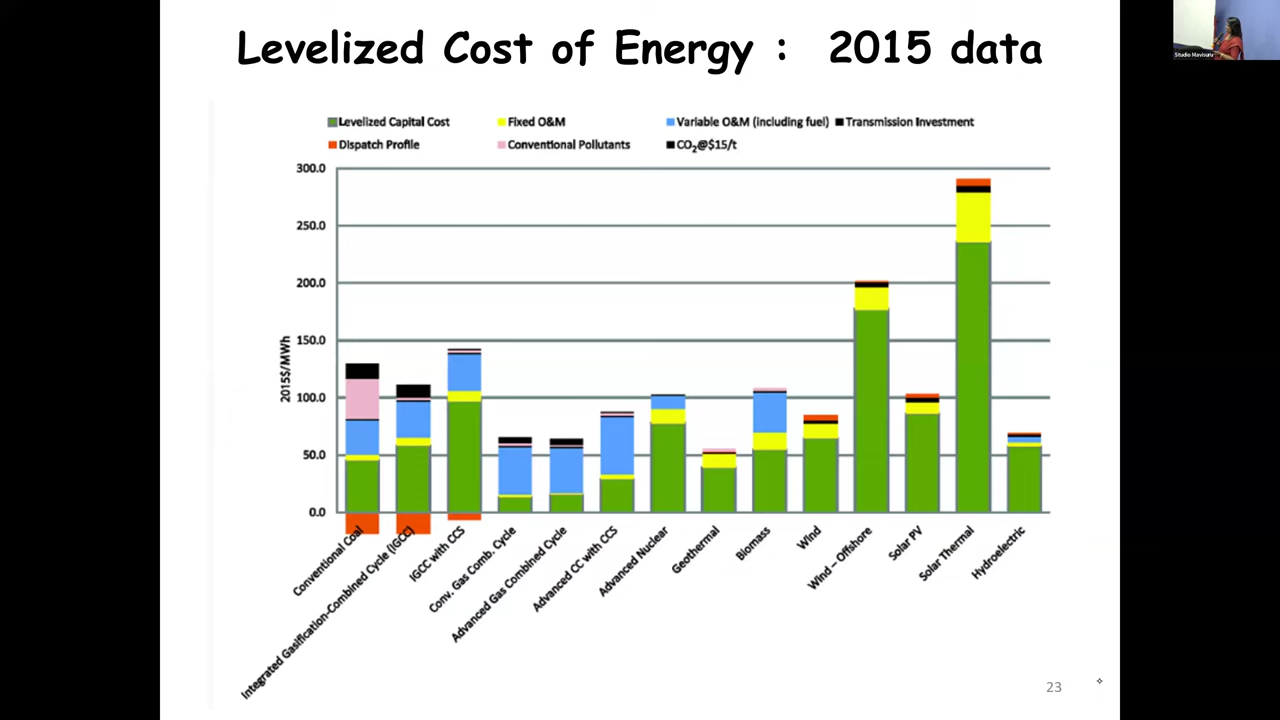 Levelized Cost of Energy : 2015 data
Studio Mavisuru
Levelized Capital Cost Fixed O&M Variable O&M (including fuel) Transmission Investment
Dispatch Profile Conventional Pollutants CO₂@$15/t
300.0
250.0
200.0
150.0
100.0
50.0
0.0
2015$/MWh
Conventional Coal
Integrated Gasification-Combined Cycle (IGCC)
IGCC with CCS
Conv. Gas Comb. Cycle
Advanced Gas Combined Cycle
Advanced CC with CCS
Advanced Nuclear
Geothermal
Biomass
Wind
Wind – Offshore
Solar PV
Solar Thermal
Hydroelectric
23